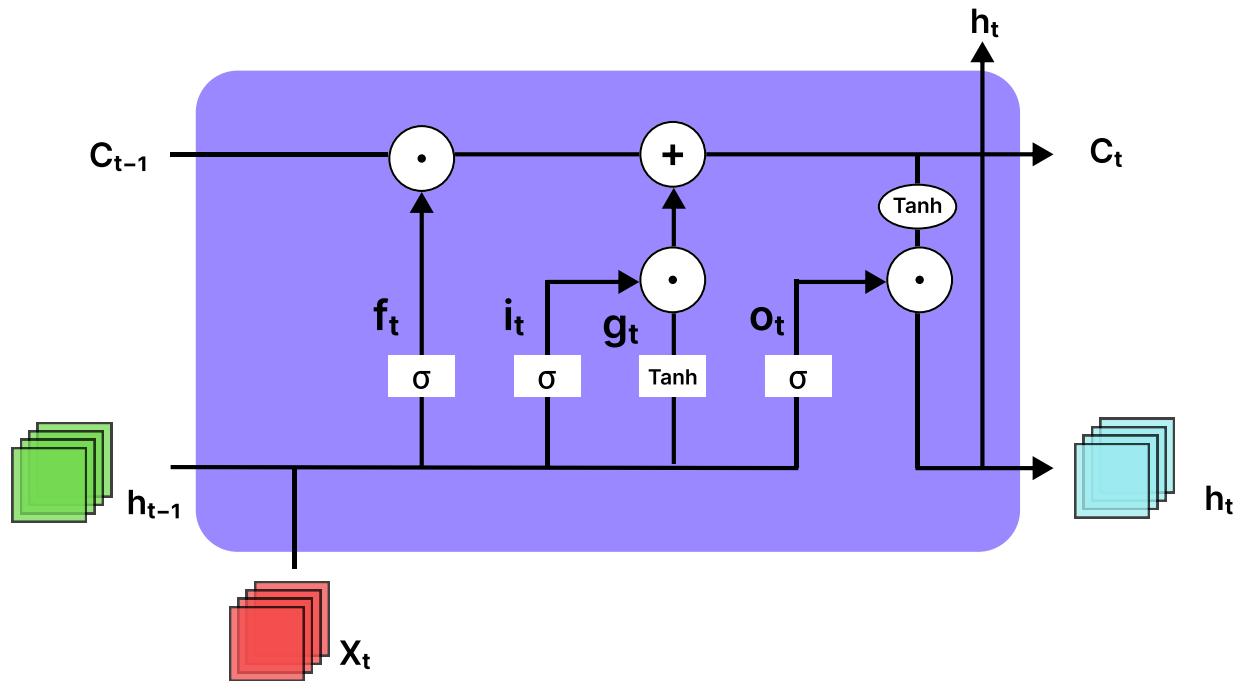 hₜ
Cₜ₋₁
+
Cₜ
Tanh
fₜ
iₜ
gₜ
oₜ
σ
σ
Tanh
σ
hₜ₋₁
hₜ
Xₜ